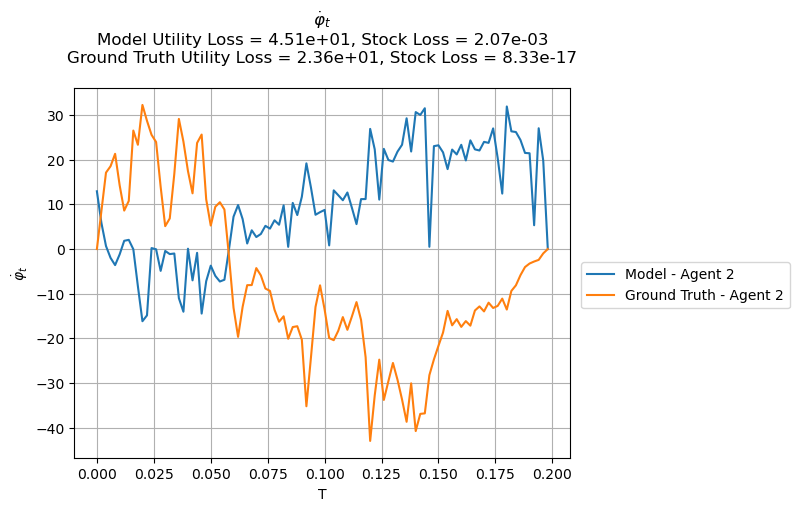 φ̇ₜ
Model Utility Loss = 4.51e+01, Stock Loss = 2.07e-03
Ground Truth Utility Loss = 2.36e+01, Stock Loss = 8.33e-17
30
20
10
0
−10
−20
−30
−40
φ̇ₜ
0.000 0.025 0.050 0.075 0.100 0.125 0.150 0.175 0.200
T
Model - Agent 2
Ground Truth - Agent 2